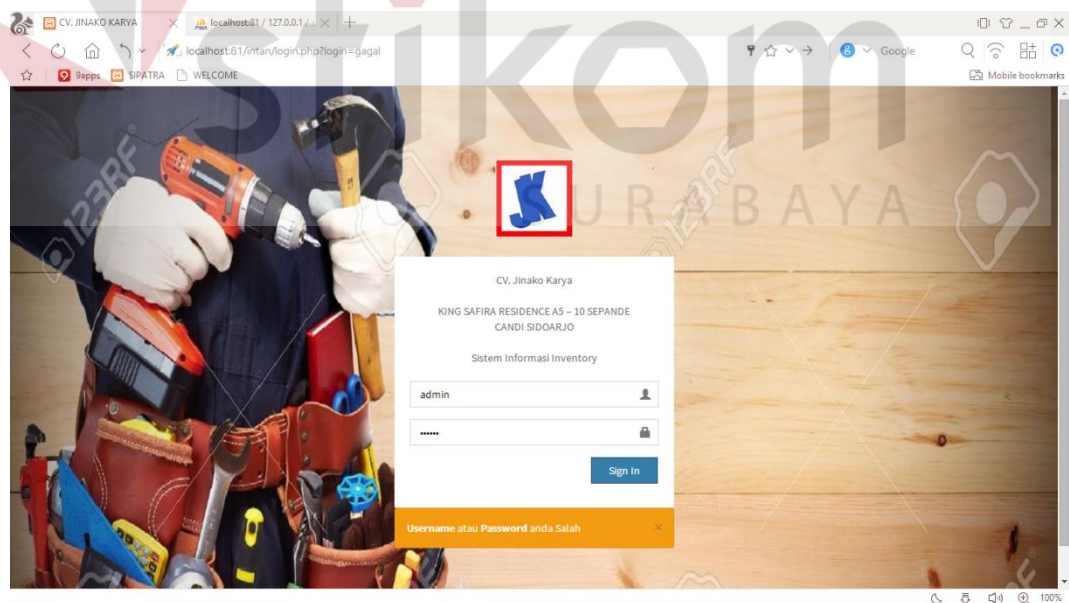 CV. JINAKO KARYA
localhost:81 / 127.0.0.1 /
localhost:81/intan/login.php?login=gagal
Google
9apps
SIPATRA
WELCOME
Mobile bookmarks
stikom
SURABAYA
123RF
123RF
JK
CV. Jinako Karya
KING SAFIRA RESIDENCE A5 – 10 SEPANDE
CANDI SIDOARJO
Sistem Informasi Inventory
admin
••••••
Sign In
Username atau Password anda Salah
×
100%